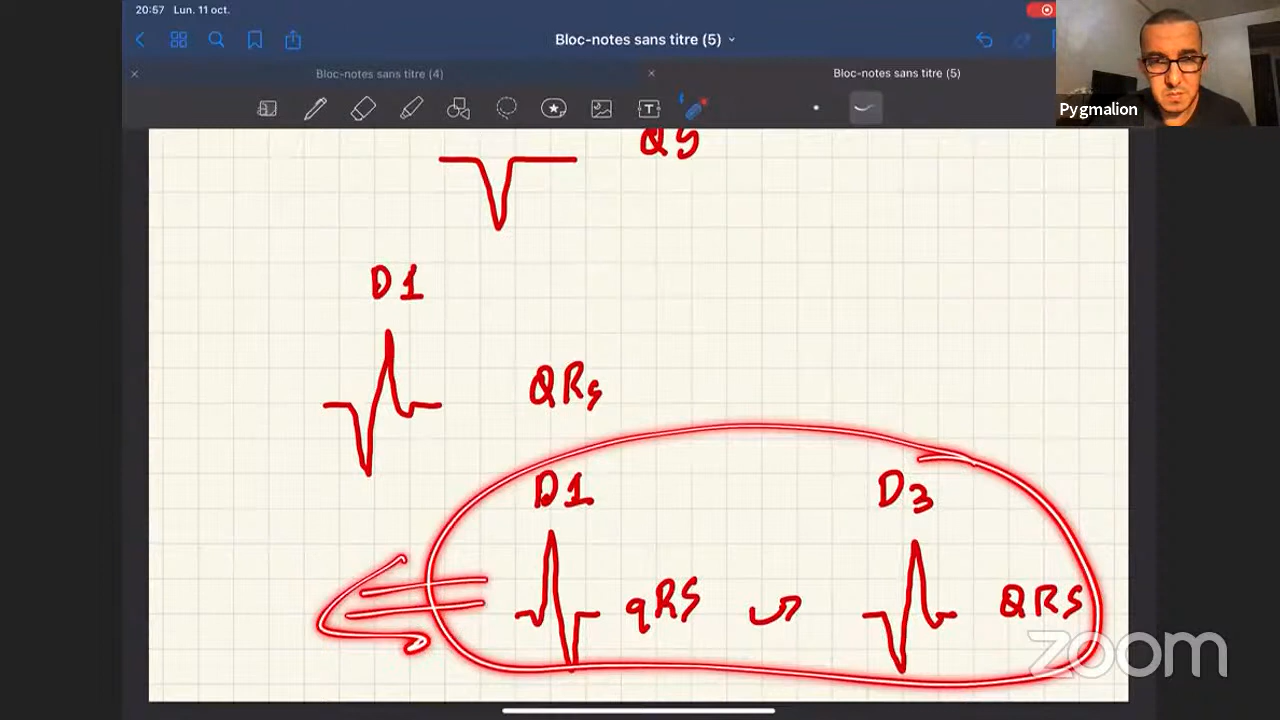 20:57 Lun. 11 oct.
Bloc-notes sans titre (5)
Bloc-notes sans titre (4)
Bloc-notes sans titre (5)
T
Pygmalion
QS
D1
QRs
D1
D3
qRS
QRS
zoom